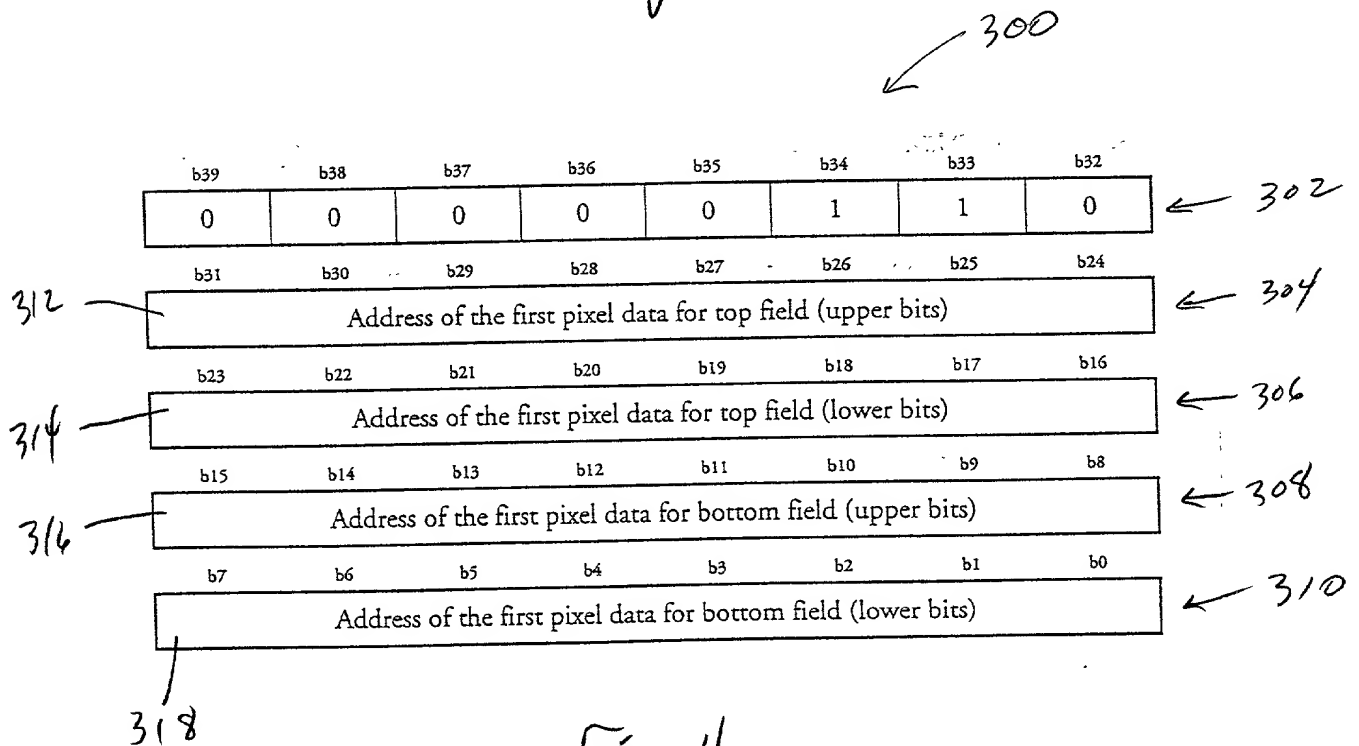 300
b39 b38 b37 b36 b35 b34 b33 b32
0 0 0 0 0 1 1 0
302
b31 b30 b29 b28 b27 b26 b25 b24
312 Address of the first pixel data for top field (upper bits) 304
b23 b22 b21 b20 b19 b18 b17 b16
314 Address of the first pixel data for top field (lower bits) 306
b15 b14 b13 b12 b11 b10 b9 b8
316 Address of the first pixel data for bottom field (upper bits) 308
b7 b6 b5 b4 b3 b2 b1 b0
Address of the first pixel data for bottom field (lower bits) 310
318